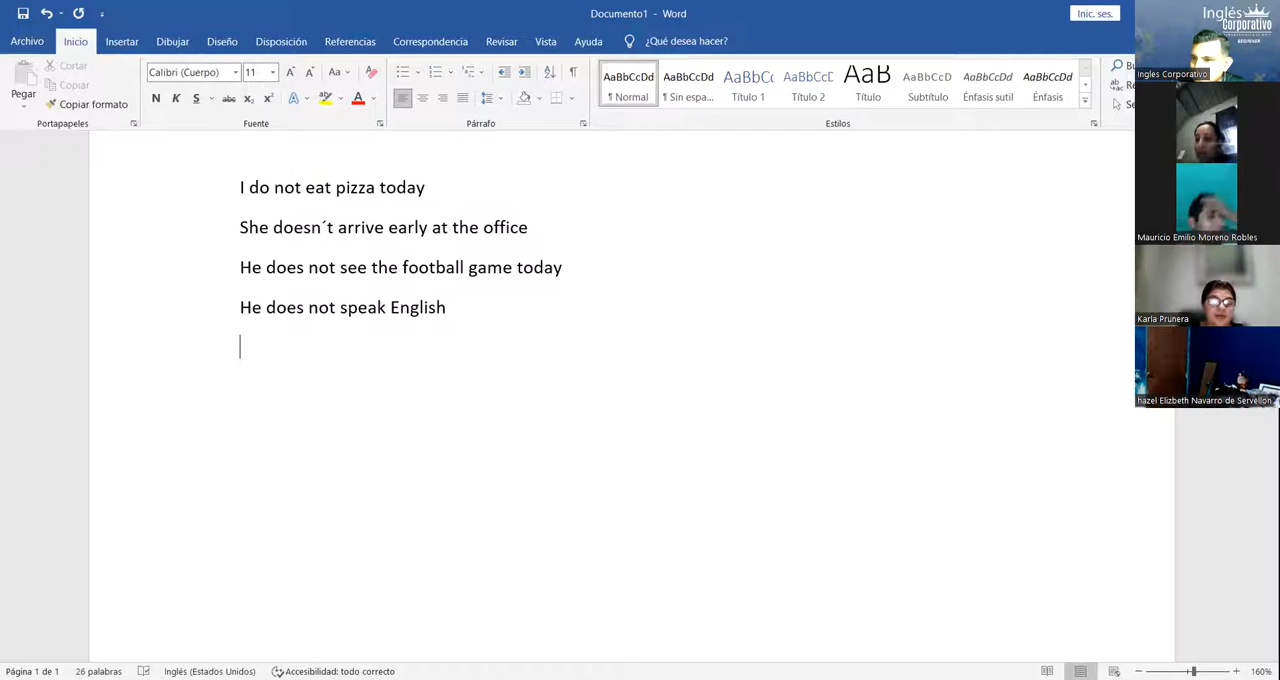 Documento1 - Word
Inic. ses.
Archivo Inicio Insertar Dibujar Diseño Disposición Referencias Correspondencia Revisar Vista Ayuda ¿Qué desea hacer?
Pegar
Cortar
Copiar
Copiar formato
Portapapeles
Calibri (Cuerpo) 11
Fuente
Párrafo
AaBbCcDd AaBbCcDd AaBbCc AaBbCcD AaB AaBbCcD AaBbCcDd AaBbCcDd
¶ Normal ¶ Sin espa... Título 1 Título 2 Título Subtítulo Énfasis sutil Énfasis
Estilos
I do not eat pizza today
She doesn´t arrive early at the office
He does not see the football game today
He does not speak English
Inglés
Corporativo
BEGINNER
Inglés Corporativo
Mauricio Emilio Moreno Robles
Karla Prunera
hazel Elizbeth Navarro de Servellon
Página 1 de 1 26 palabras Inglés (Estados Unidos) Accesibilidad: todo correcto 160%